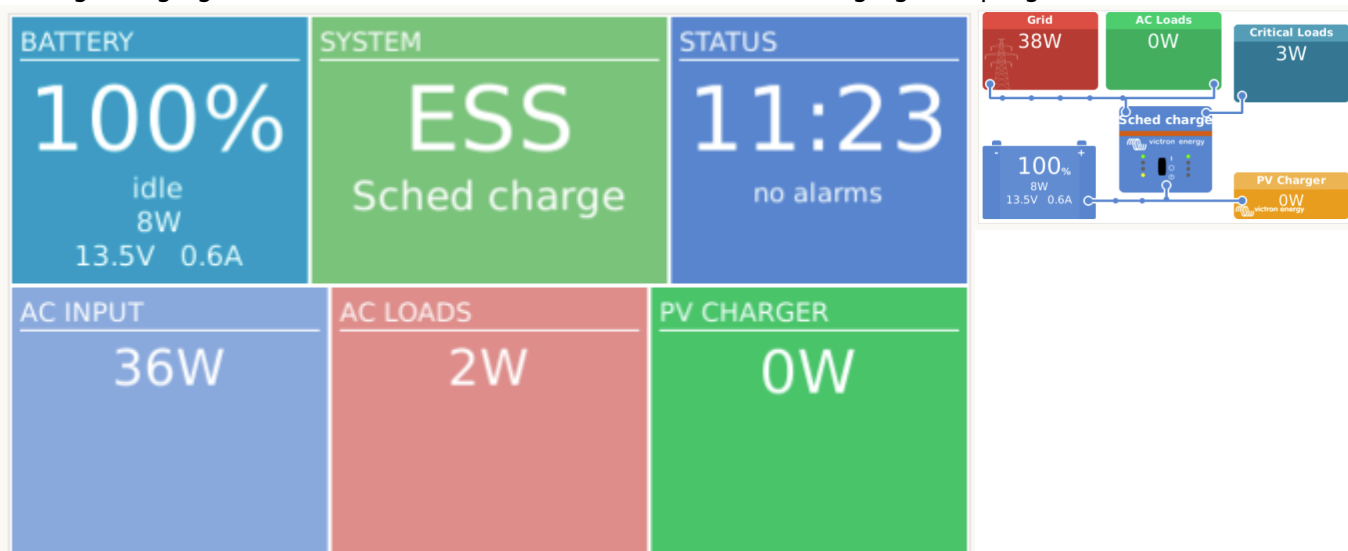 BATTERY
100%
idle
8W
13.5V 0.6A
SYSTEM
ESS
Sched charge
STATUS
11:23
no alarms
AC INPUT
36W
AC LOADS
2W
PV CHARGER
0W
Grid
38W
AC Loads
0W
Critical Loads
3W
Sched charge
victron energy
- +
100%
8W
13.5V 0.6A
PV Charger
0W
victron energy